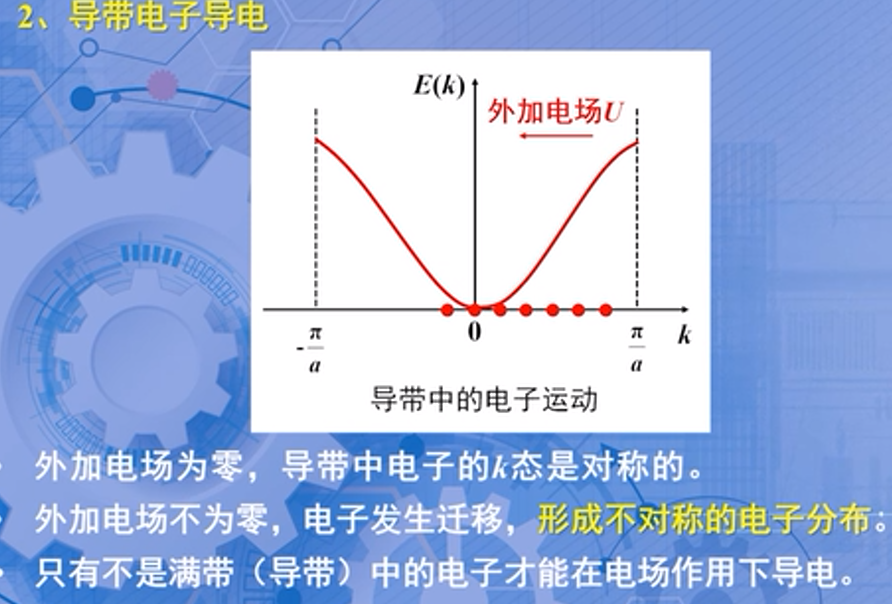 2、导带电子导电
E(k)
外加电场U
-π/a
0
π/a
k
导带中的电子运动
外加电场为零，导带中电子的k态是对称的。
外加电场不为零，电子发生迁移，形成不对称的电子分布：
只有不是满带（导带）中的电子才能在电场作用下导电。